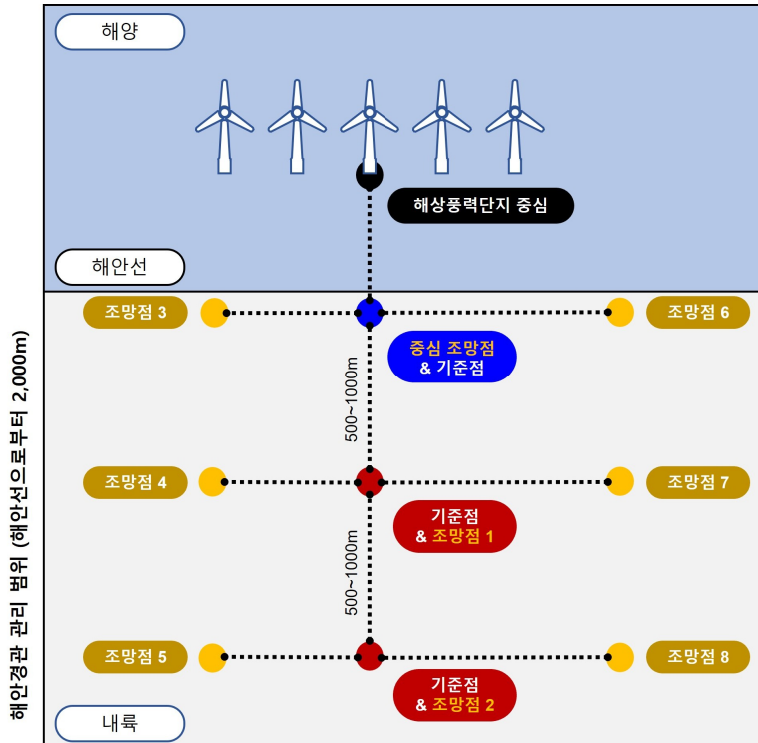 해양
해상풍력단지 중심
해안선
조망점 3
조망점 6
중심 조망점
& 기준점
500~1000m
조망점 4
조망점 7
기준점
& 조망점 1
500~1000m
조망점 5
조망점 8
기준점
& 조망점 2
내륙
해안경관 관리 범위 (해안선으로부터 2,000m)